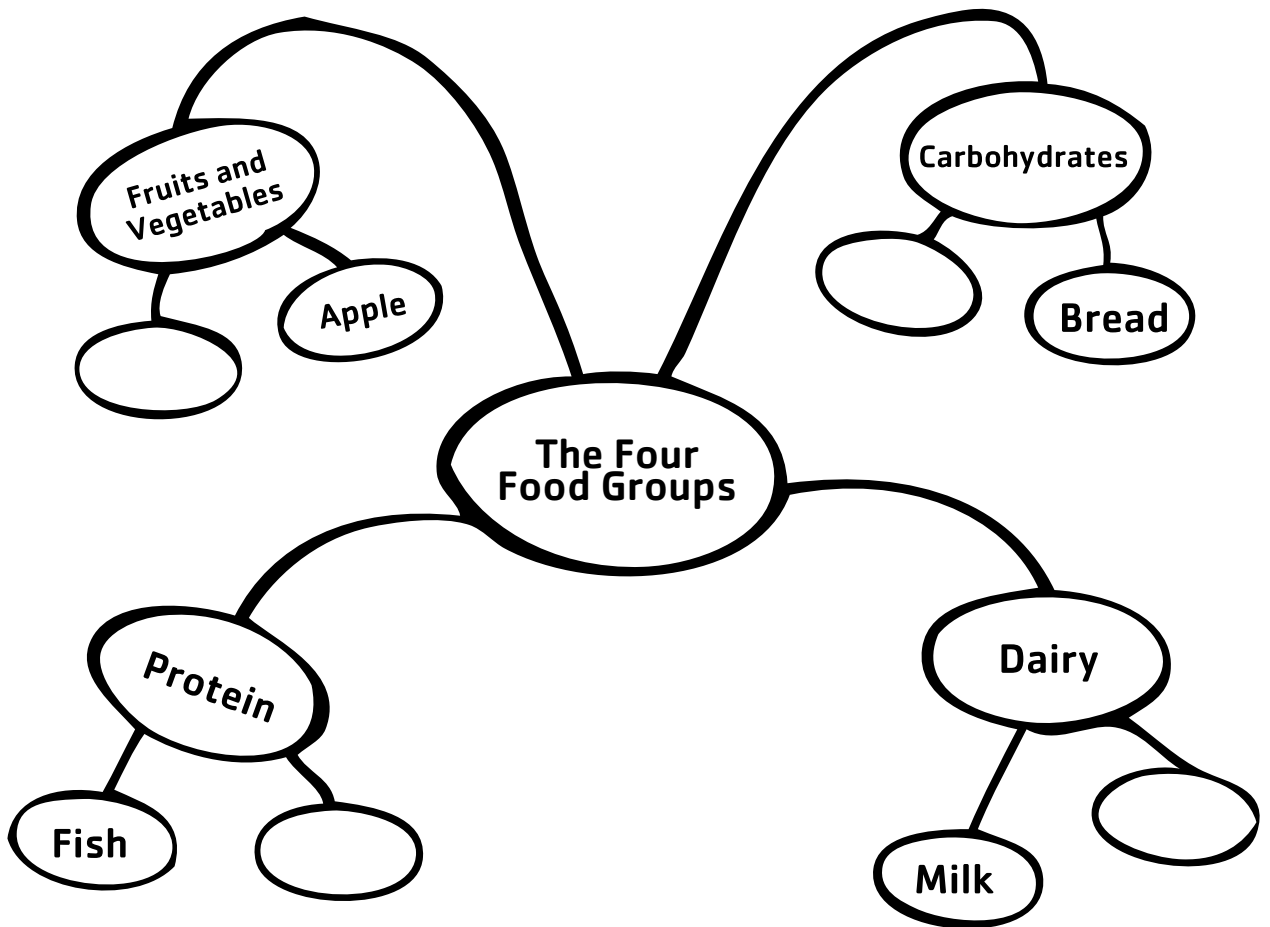 Fruits and
Vegetables
Apple
Carbohydrates
Bread
The Four
Food Groups
Protein
Fish
Dairy
Milk